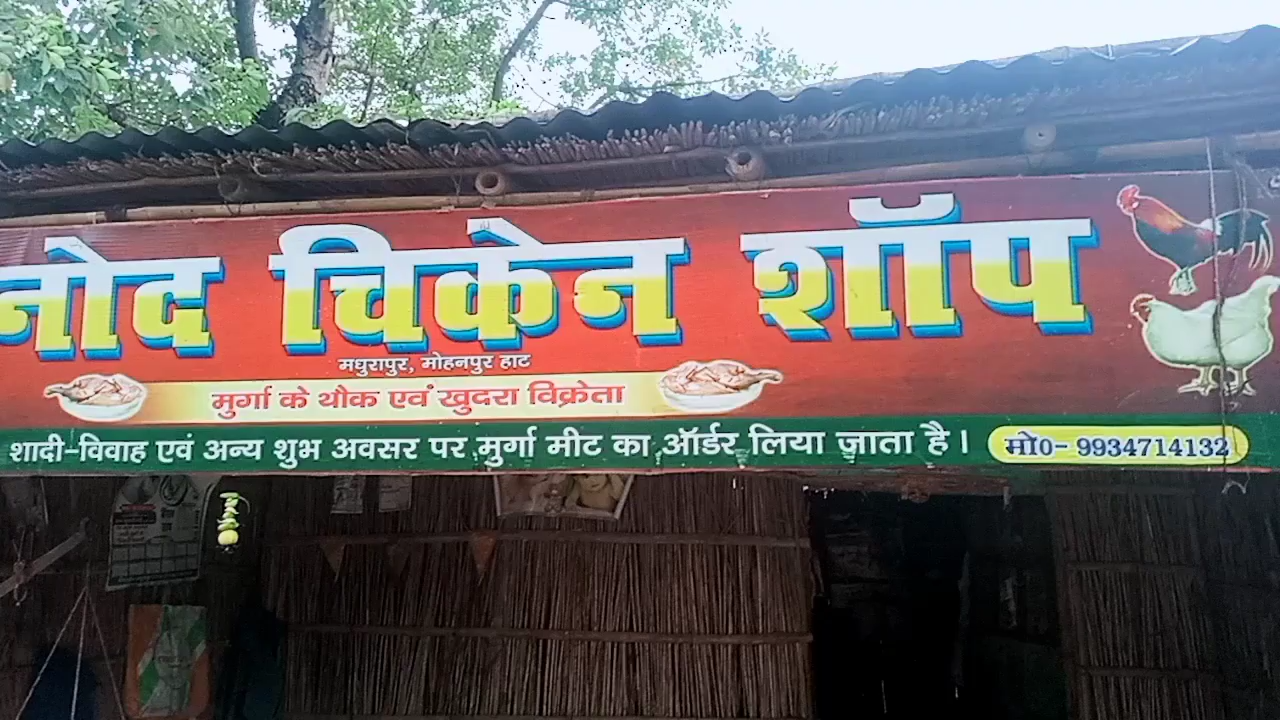 नोद चिकेन शॉप
मधुरापुर, मोहनपुर हाट
मुर्गा के थौक एवं खुदरा विक्रेता
शादी-विवाह एवं अन्य शुभ अवसर पर मुर्गा मीट का ऑर्डर लिया जाता है। मो0- 9934714132